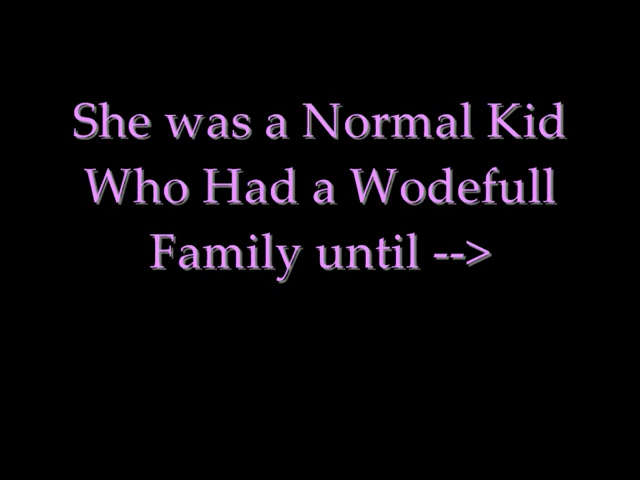 She was a Normal Kid
Who Had a Wodefull
Family until -->